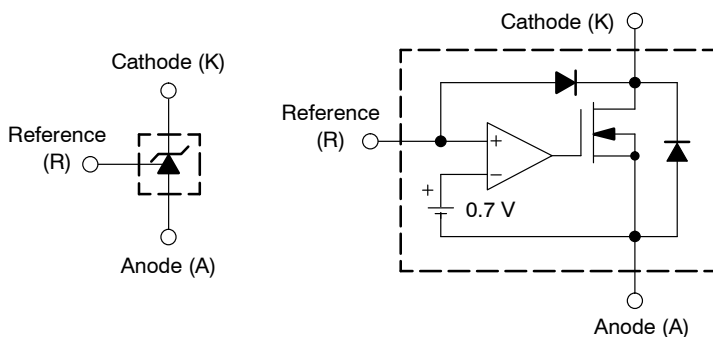 Cathode (K)
Reference
(R)
Anode (A)
Cathode (K)
Reference
(R)
+
−
+
0.7 V
Anode (A)